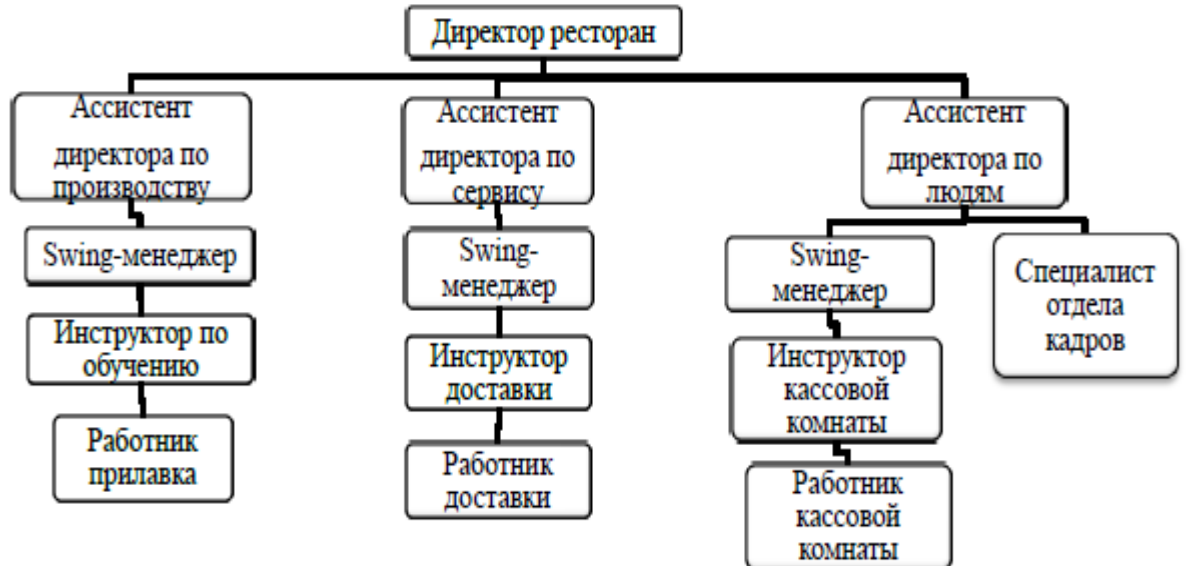 Директор ресторан
Ассистент
директора по
производству
Ассистент
директора по
сервису
Ассистент
директора по
людям
Swing-менеджер
Swing-
менеджер
Swing-
менеджер
Специалист
отдела
кадров
Инструктор по
обучению
Инструктор
доставки
Инструктор
кассовой
комнаты
Работник
прилавка
Работник
доставки
Работник
кассовой
комнаты